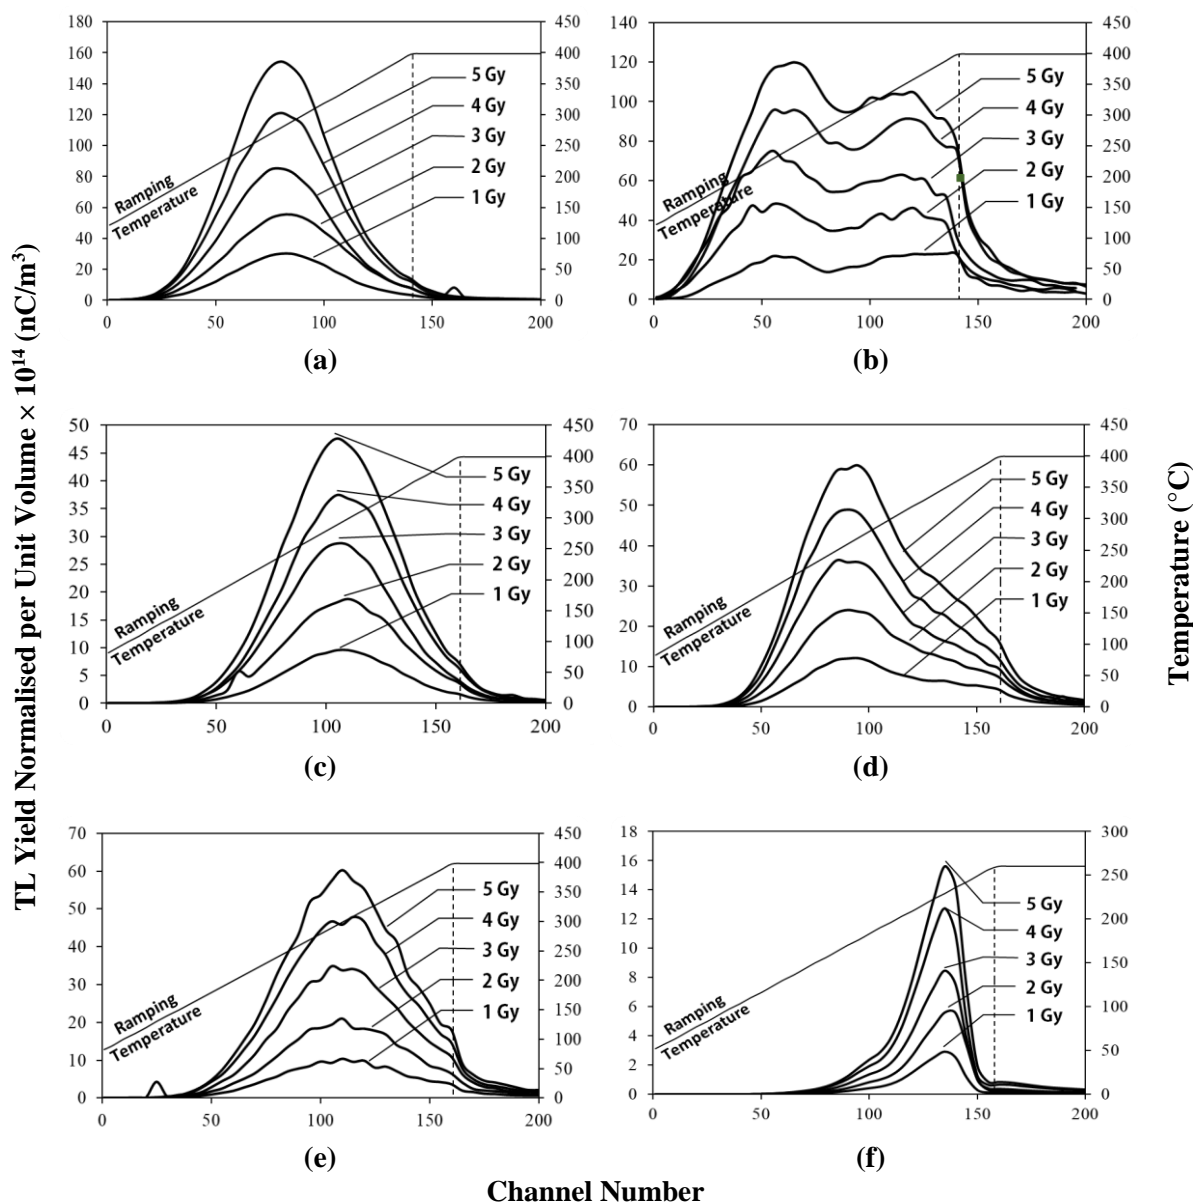 TL Yield Normalised per Unit Volume × 10¹⁴ (nC/m³)
Temperature (°C)
180 160 140 120 100 80 60 40 20 0
450 400 350 300 250 200 150 100 50 0
Ramping
Temperature
5 Gy
4 Gy
3 Gy
2 Gy
1 Gy
0 50 100 150 200
(a)
140 120 100 80 60 40 20 0
450 400 350 300 250 200 150 100 50 0
Ramping
Temperature
5 Gy
4 Gy
3 Gy
2 Gy
1 Gy
0 50 100 150 200
(b)
50 45 40 35 30 25 20 15 10 5 0
450 400 350 300 250 200 150 100 50 0
Ramping
Temperature
5 Gy
4 Gy
3 Gy
2 Gy
1 Gy
0 50 100 150 200
(c)
70 60 50 40 30 20 10 0
450 400 350 300 250 200 150 100 50 0
Ramping
Temperature
5 Gy
4 Gy
3 Gy
2 Gy
1 Gy
0 50 100 150 200
(d)
70 60 50 40 30 20 10 0
450 400 350 300 250 200 150 100 50 0
Ramping
Temperature
5 Gy
4 Gy
3 Gy
2 Gy
1 Gy
0 50 100 150 200
(e)
18 16 14 12 10 8 6 4 2 0
300 250 200 150 100 50 0
Ramping
Temperature
5 Gy
4 Gy
3 Gy
2 Gy
1 Gy
0 50 100 150 200
(f)
Channel Number